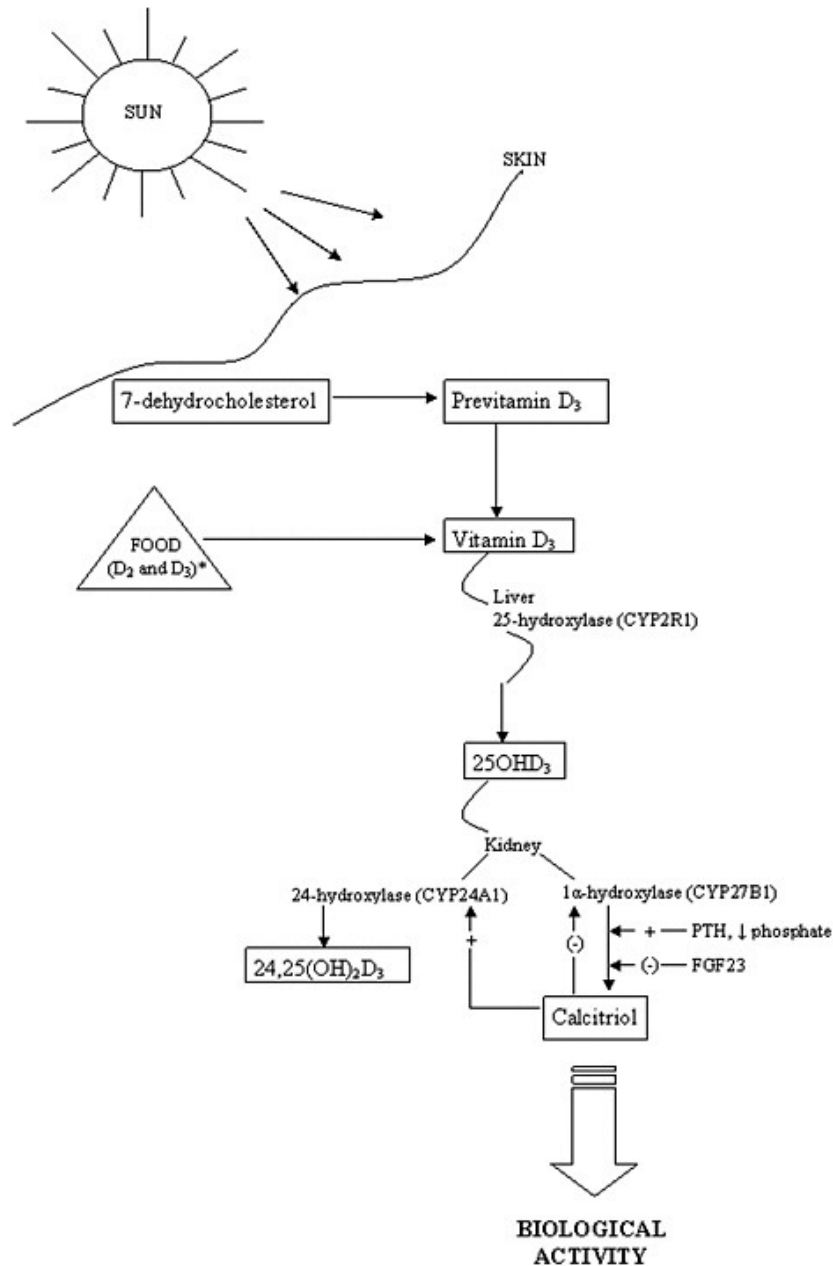 SUN
SKIN
7-dehydrocholesterol
Previtamin D₃
FOOD
(D₂ and D₃)*
Vitamin D₃
Liver
25-hydroxylase (CYP2R1)
25OHD₃
Kidney
24-hydroxylase (CYP24A1)
1α-hydroxylase (CYP27B1)
+
(-)
+ PTH, ↓ phosphate
(-) FGF23
24,25(OH)₂D₃
Calcitriol
BIOLOGICAL
ACTIVITY